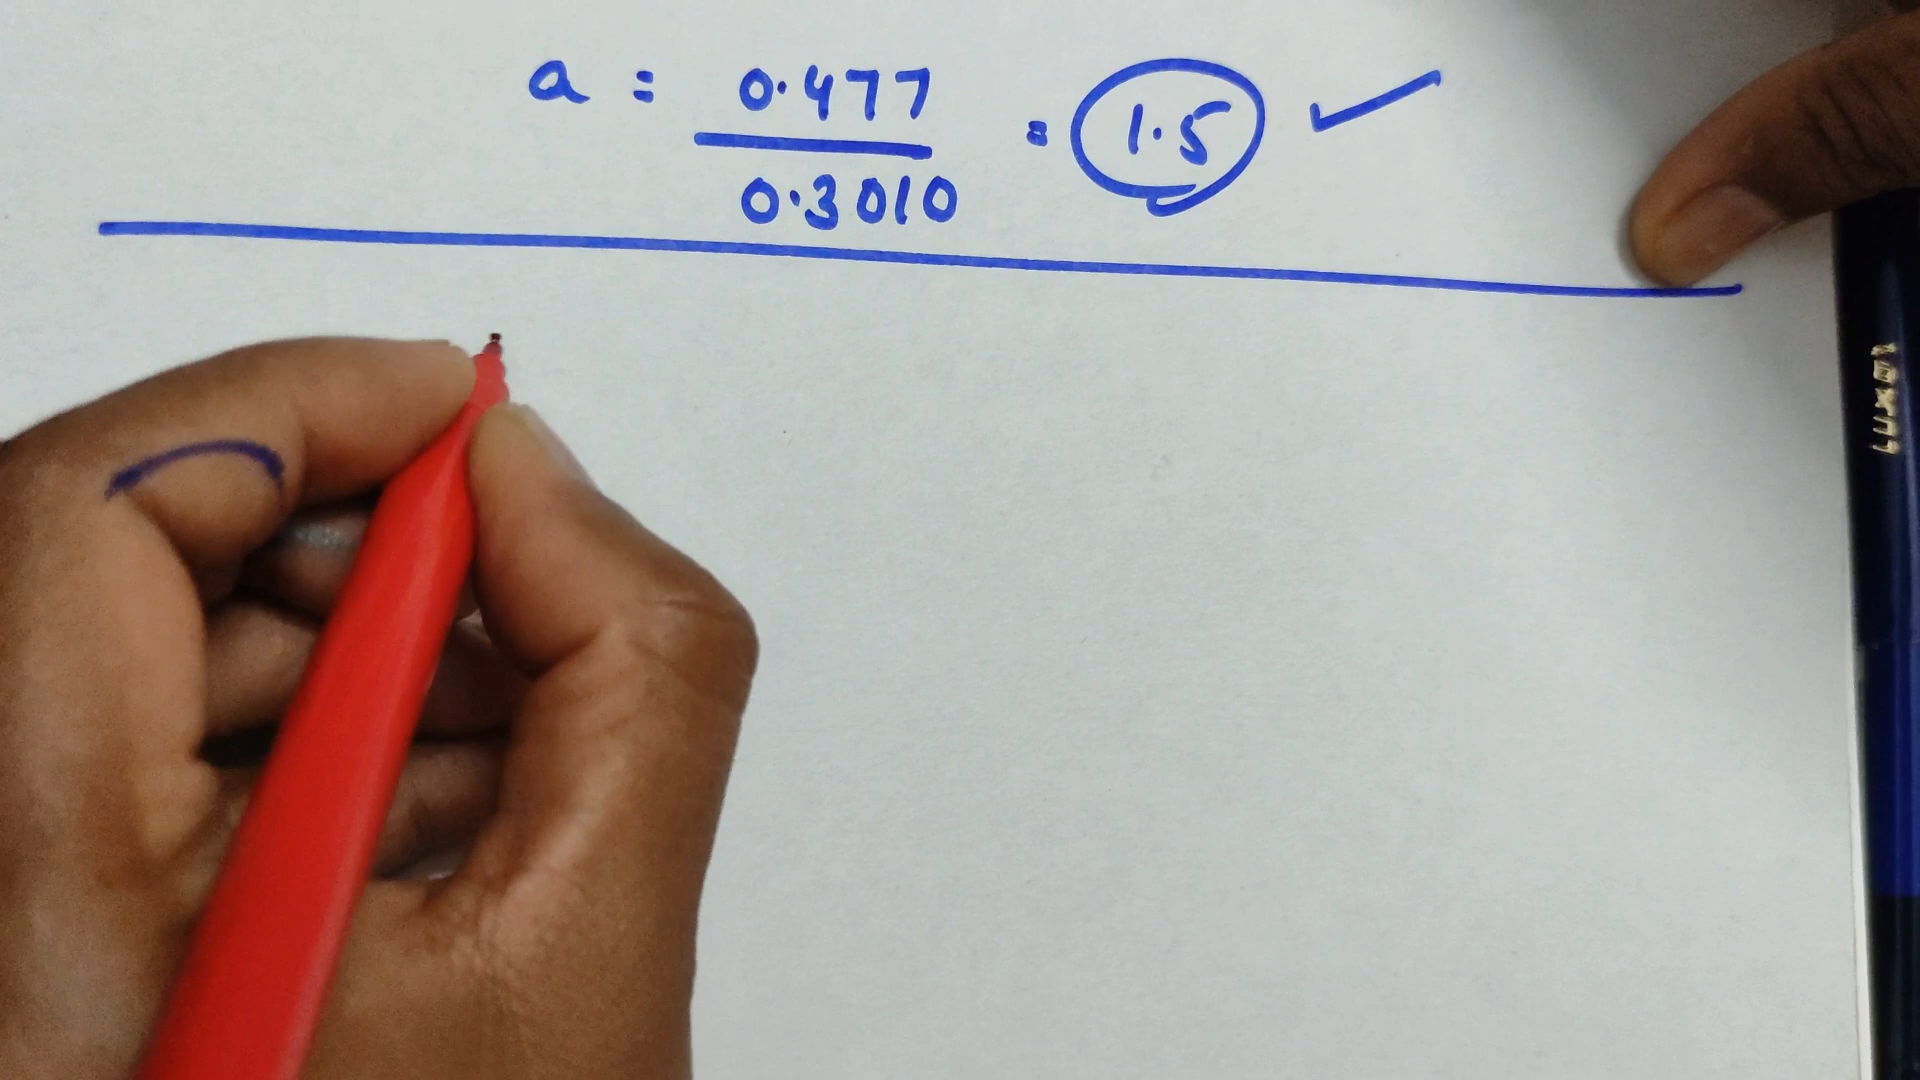 a = 0.477 / 0.3010 = 1.5 ✓
LUXOR